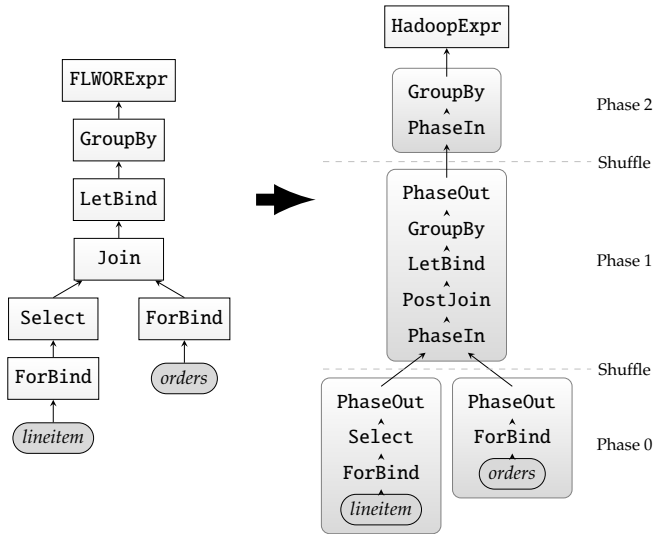 FLWORExpr
GroupBy
LetBind
Join
Select
ForBind
ForBind
orders
lineitem
HadoopExpr
GroupBy
PhaseIn
Phase 2
Shuffle
PhaseOut
GroupBy
LetBind
PostJoin
PhaseIn
Phase 1
Shuffle
PhaseOut
Select
ForBind
lineitem
PhaseOut
ForBind
orders
Phase 0